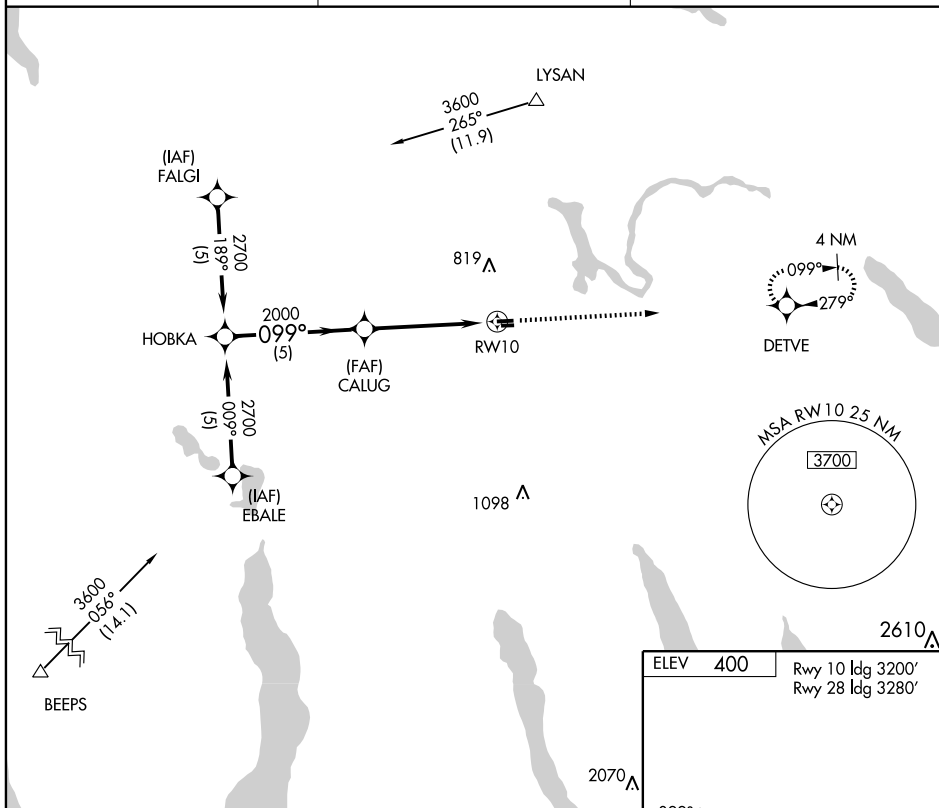 LYSAN
3600
265°
(11.9)
(IAF)
FALGI
2700
189°
(5)
819
4 NM
099°
279°
DETVE
HOBKA
2000
099°
(5)
RW10
(FAF)
CALUG
2700
009°
(5)
(IAF)
EBALE
MSA RW10 25 NM
3700
1098
3600
056°
(14.1)
BEEPS
2610
ELEV 400
Rwy 10 ldg 3200'
Rwy 28 ldg 3280'
2070